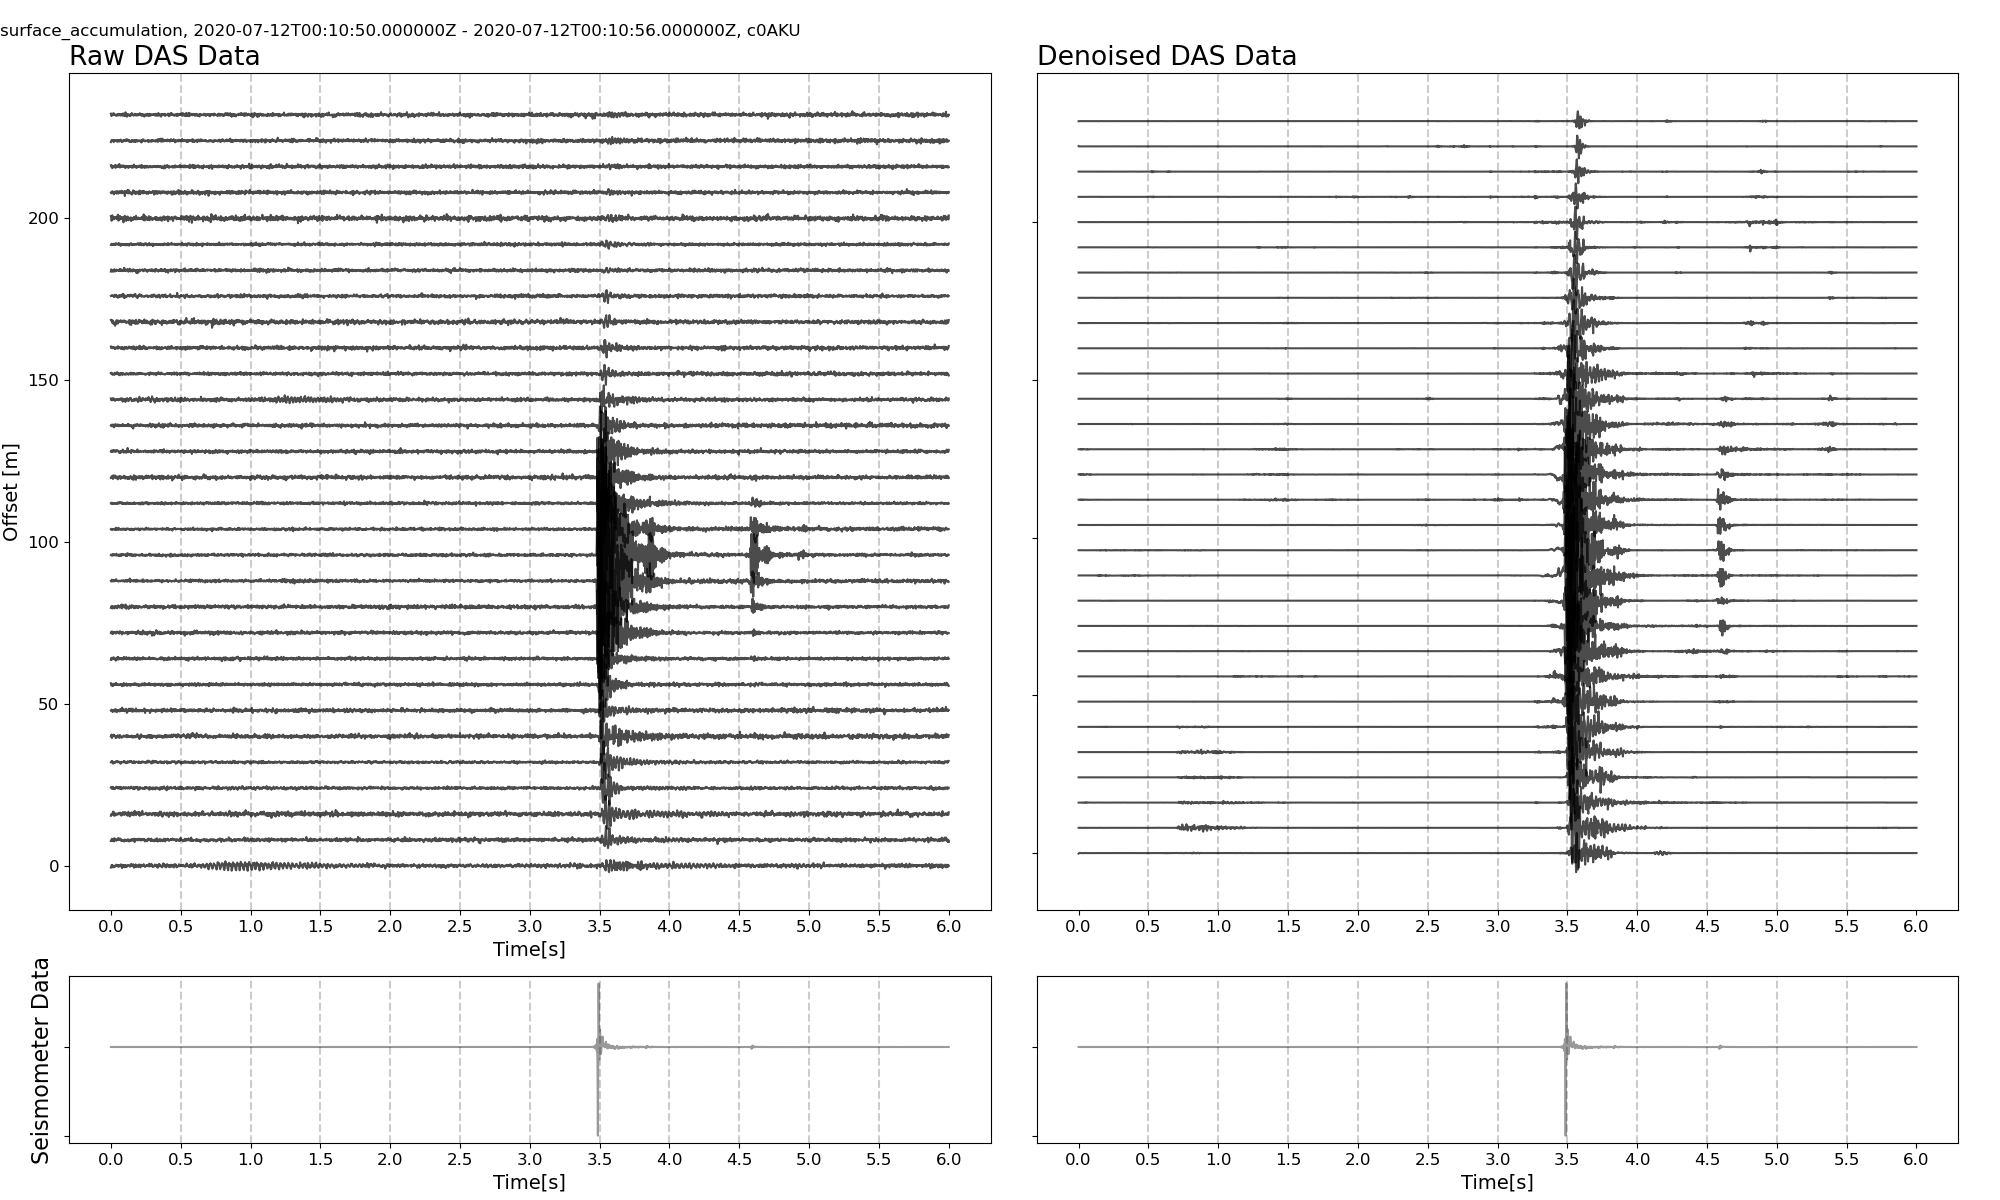 surface_accumulation, 2020-07-12T00:10:50.000000Z - 2020-07-12T00:10:56.000000Z, c0AKU
Raw DAS Data
Denoised DAS Data
Offset [m]
200
150
100
50
0
0.0 0.5 1.0 1.5 2.0 2.5 3.0 3.5 4.0 4.5 5.0 5.5 6.0
Time[s]
0.0 0.5 1.0 1.5 2.0 2.5 3.0 3.5 4.0 4.5 5.0 5.5 6.0
Seismometer Data
0.0 0.5 1.0 1.5 2.0 2.5 3.0 3.5 4.0 4.5 5.0 5.5 6.0
Time[s]
0.0 0.5 1.0 1.5 2.0 2.5 3.0 3.5 4.0 4.5 5.0 5.5 6.0
Time[s]